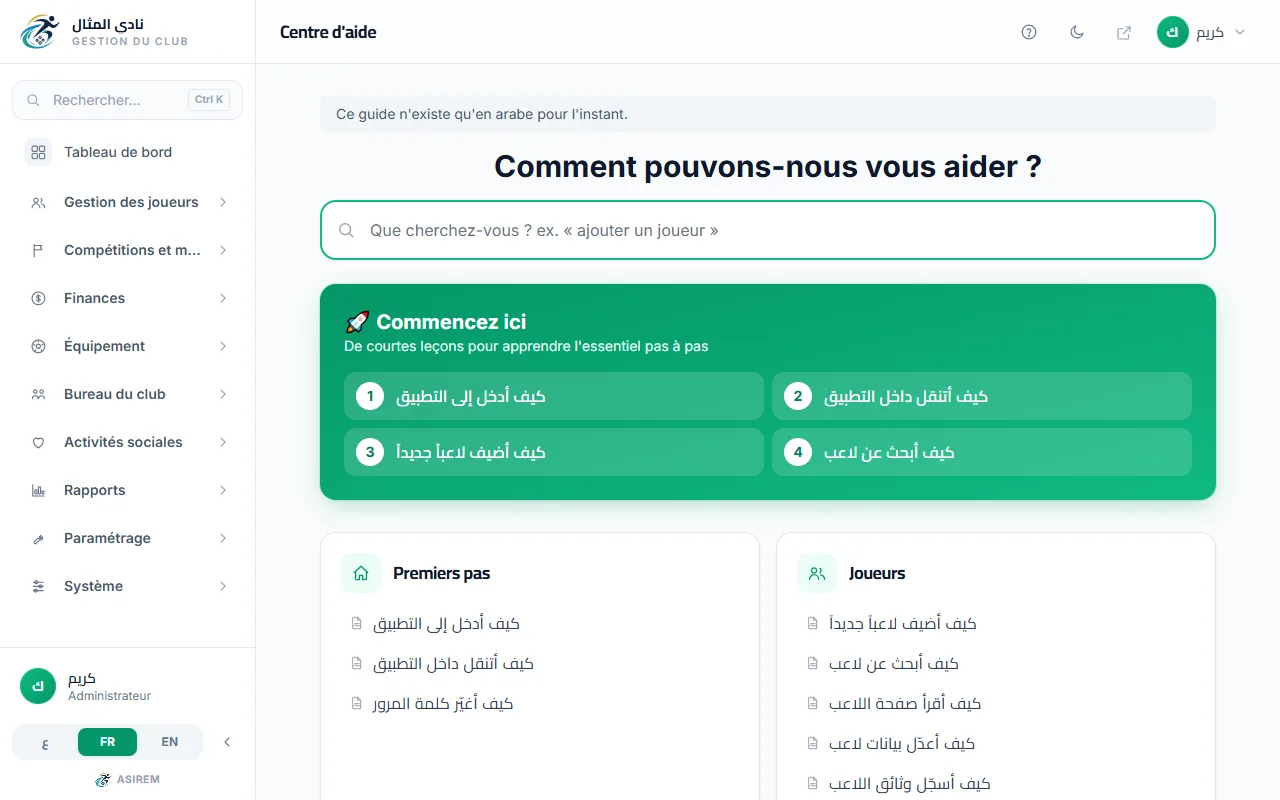 نادي المثال
GESTION DU CLUB
Rechercher...
Ctrl K
Tableau de bord
Gestion des joueurs
Compétitions et m...
Finances
Équipement
Bureau du club
Activités sociales
Rapports
Paramétrage
Système
ك
كريم
Administrateur
ع
FR
EN
ASIREM
Centre d'aide
ك
كريم
Ce guide n'existe qu'en arabe pour l'instant.
Comment pouvons-nous vous aider ?
Que cherchez-vous ? ex. « ajouter un joueur »
Commencez ici
De courtes leçons pour apprendre l'essentiel pas à pas
1 كيف أدخل إلى التطبيق
2 كيف أتنقل داخل التطبيق
3 كيف أضيف لاعباً جديداً
4 كيف أبحث عن لاعب
Premiers pas
كيف أدخل إلى التطبيق
كيف أتنقل داخل التطبيق
كيف أغيّر كلمة المرور
Joueurs
كيف أضيف لاعباً جديداً
كيف أبحث عن لاعب
كيف أقرأ صفحة اللاعب
كيف أعدّل بيانات لاعب
كيف أسجّل وثائق اللاعب